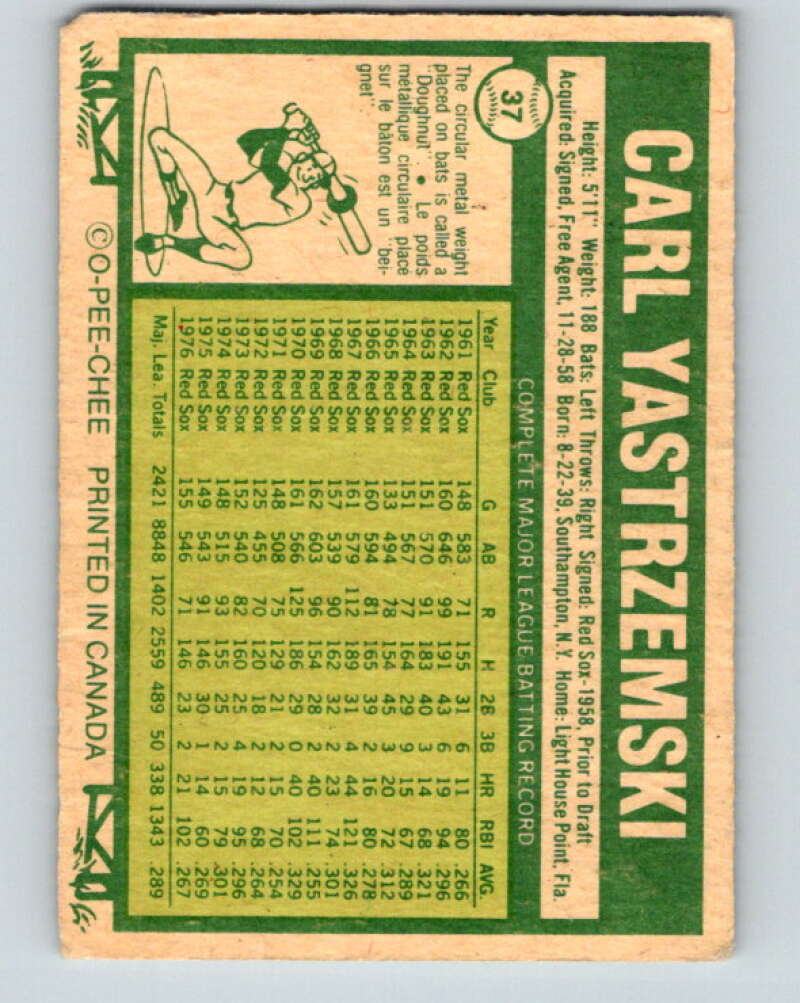 CARL YASTRZEMSKI
Height: 5'11" Weight: 188 Bats: Left Throws: Right Signed: Red Sox-1958, Prior to Draft
Acquired: Signed, Free Agent, 11-28-58 Born: 8-22-39, Southampton, N.Y. Home: Light House Point, Fla.
37
The circular metal weight
placed on bats is called a
"Doughnut". • Le poids
métallique circulaire placé
sur le bâton est un "bei-
gnet".
COMPLETE MAJOR LEAGUE BATTING RECORD
Year Club G AB R H 2B 3B HR RBI AVG.
1961 Red Sox 148 583 71 155 31 6 11 80 .266
1962 Red Sox 160 646 99 191 43 6 19 94 .296
1963 Red Sox 151 570 91 183 40 3 14 68 .321
1964 Red Sox 151 567 77 164 29 9 15 67 .289
1965 Red Sox 133 494 78 154 45 3 20 72 .312
1966 Red Sox 160 594 81 165 39 2 16 80 .278
1967 Red Sox 161 579 112 189 31 4 44 121 .326
1968 Red Sox 157 539 90 162 32 2 23 74 .301
1969 Red Sox 162 603 96 154 28 2 40 111 .255
1970 Red Sox 161 566 125 186 29 0 40 102 .329
1971 Red Sox 148 508 75 129 21 2 15 70 .254
1972 Red Sox 125 455 70 120 18 2 12 68 .264
1973 Red Sox 152 540 82 160 25 4 19 95 .296
1974 Red Sox 148 515 93 155 25 2 15 79 .301
1975 Red Sox 149 543 91 146 30 1 14 60 .269
1976 Red Sox 155 546 71 146 23 2 21 102 .267
Maj. Lea. Totals 2421 8848 1402 2559 489 50 338 1343 .289
© O-PEE-CHEE PRINTED IN CANADA